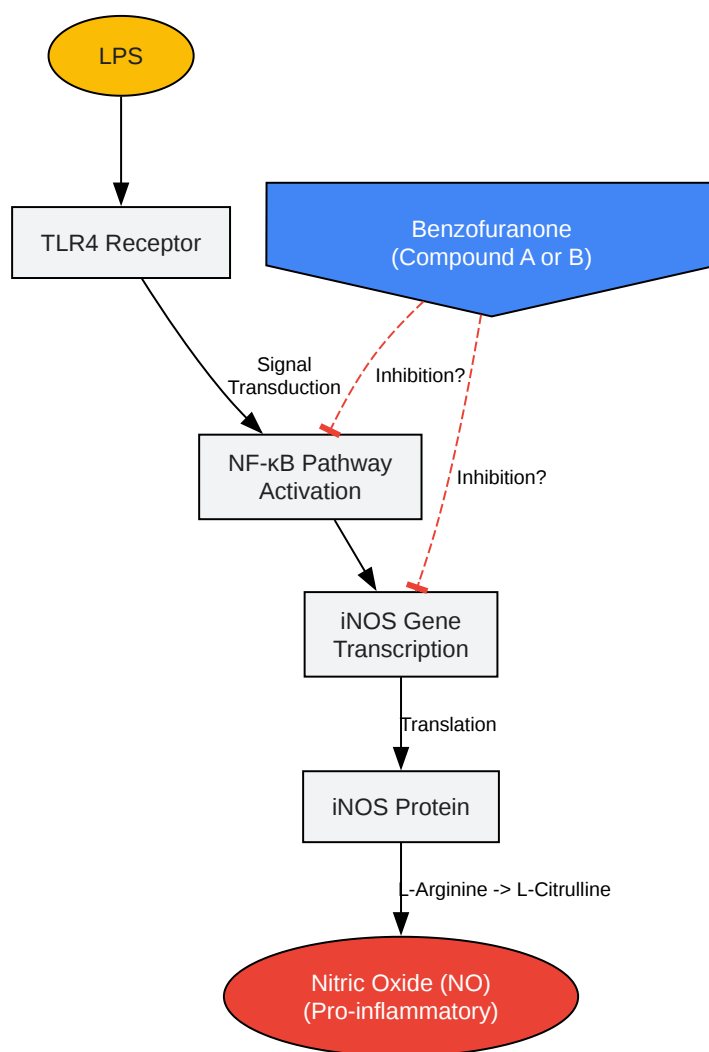 LPS
TLR4 Receptor
Benzofuranone
(Compound A or B)
Signal
Transduction
Inhibition?
NF-κB Pathway
Activation
Inhibition?
iNOS Gene
Transcription
Translation
iNOS Protein
L-Arginine -> L-Citrulline
Nitric Oxide (NO)
(Pro-inflammatory)